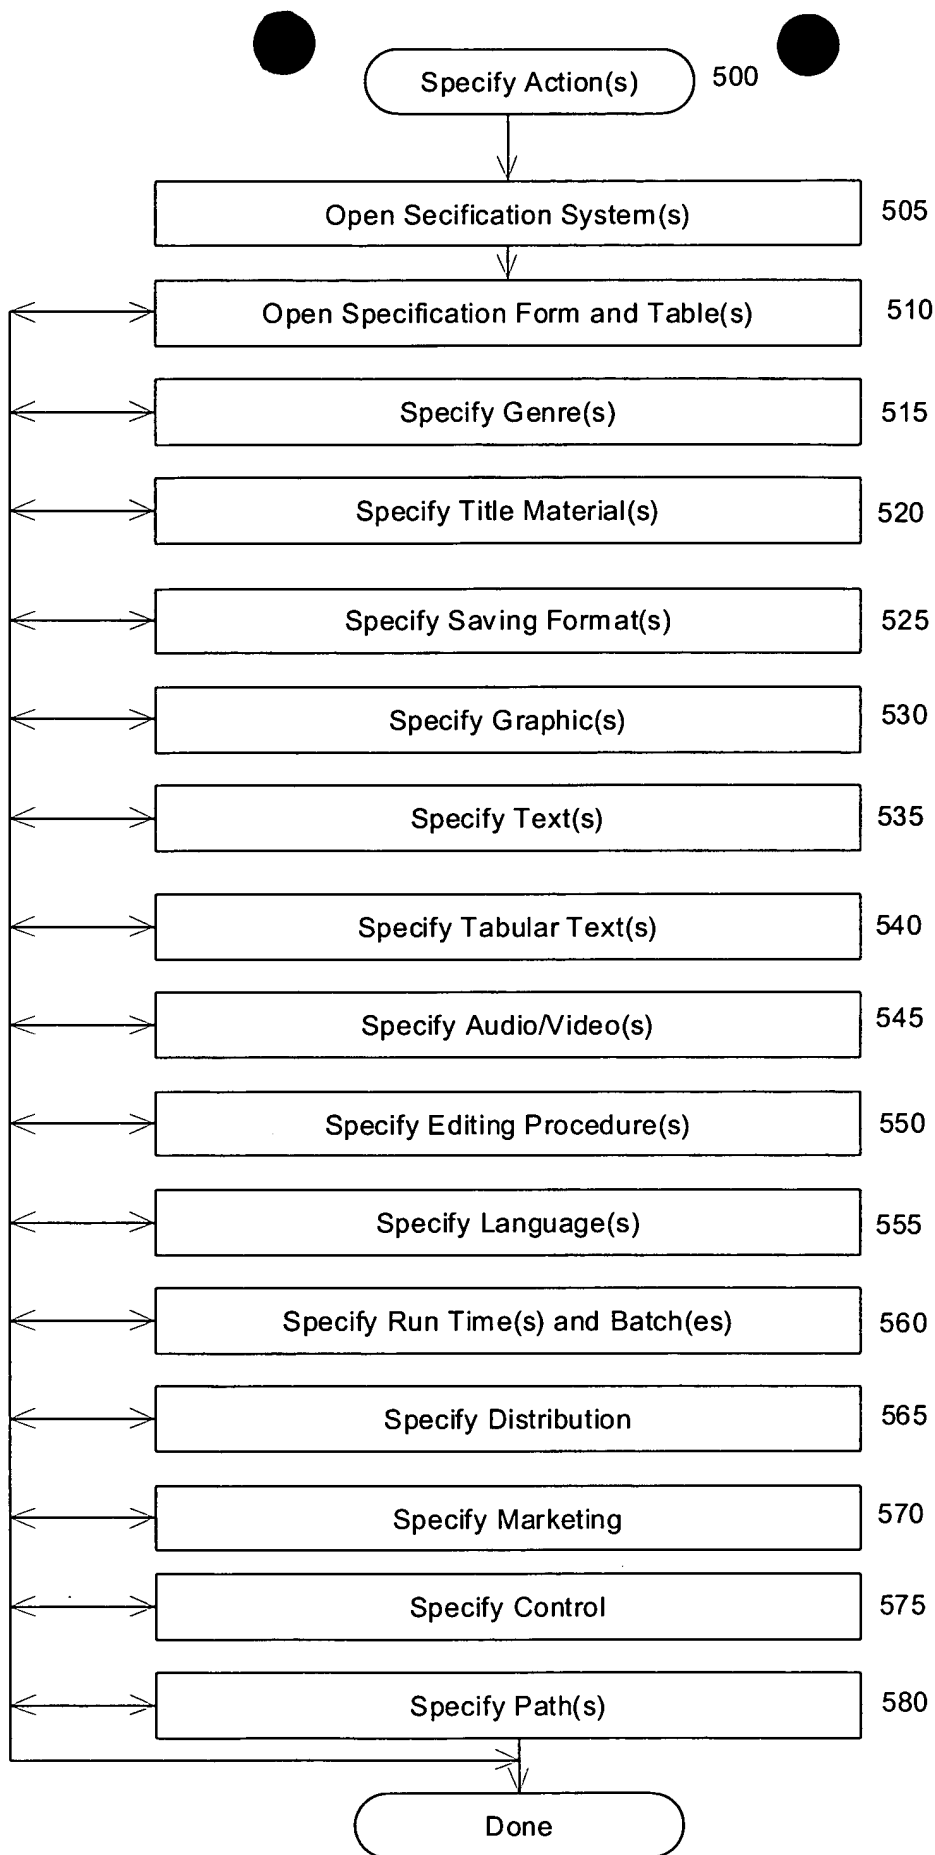 Specify Action(s) 500
Open Secification System(s) 505
Open Specification Form and Table(s) 510
Specify Genre(s) 515
Specify Title Material(s) 520
Specify Saving Format(s) 525
Specify Graphic(s) 530
Specify Text(s) 535
Specify Tabular Text(s) 540
Specify Audio/Video(s) 545
Specify Editing Procedure(s) 550
Specify Language(s) 555
Specify Run Time(s) and Batch(es) 560
Specify Distribution 565
Specify Marketing 570
Specify Control 575
Specify Path(s) 580
Done